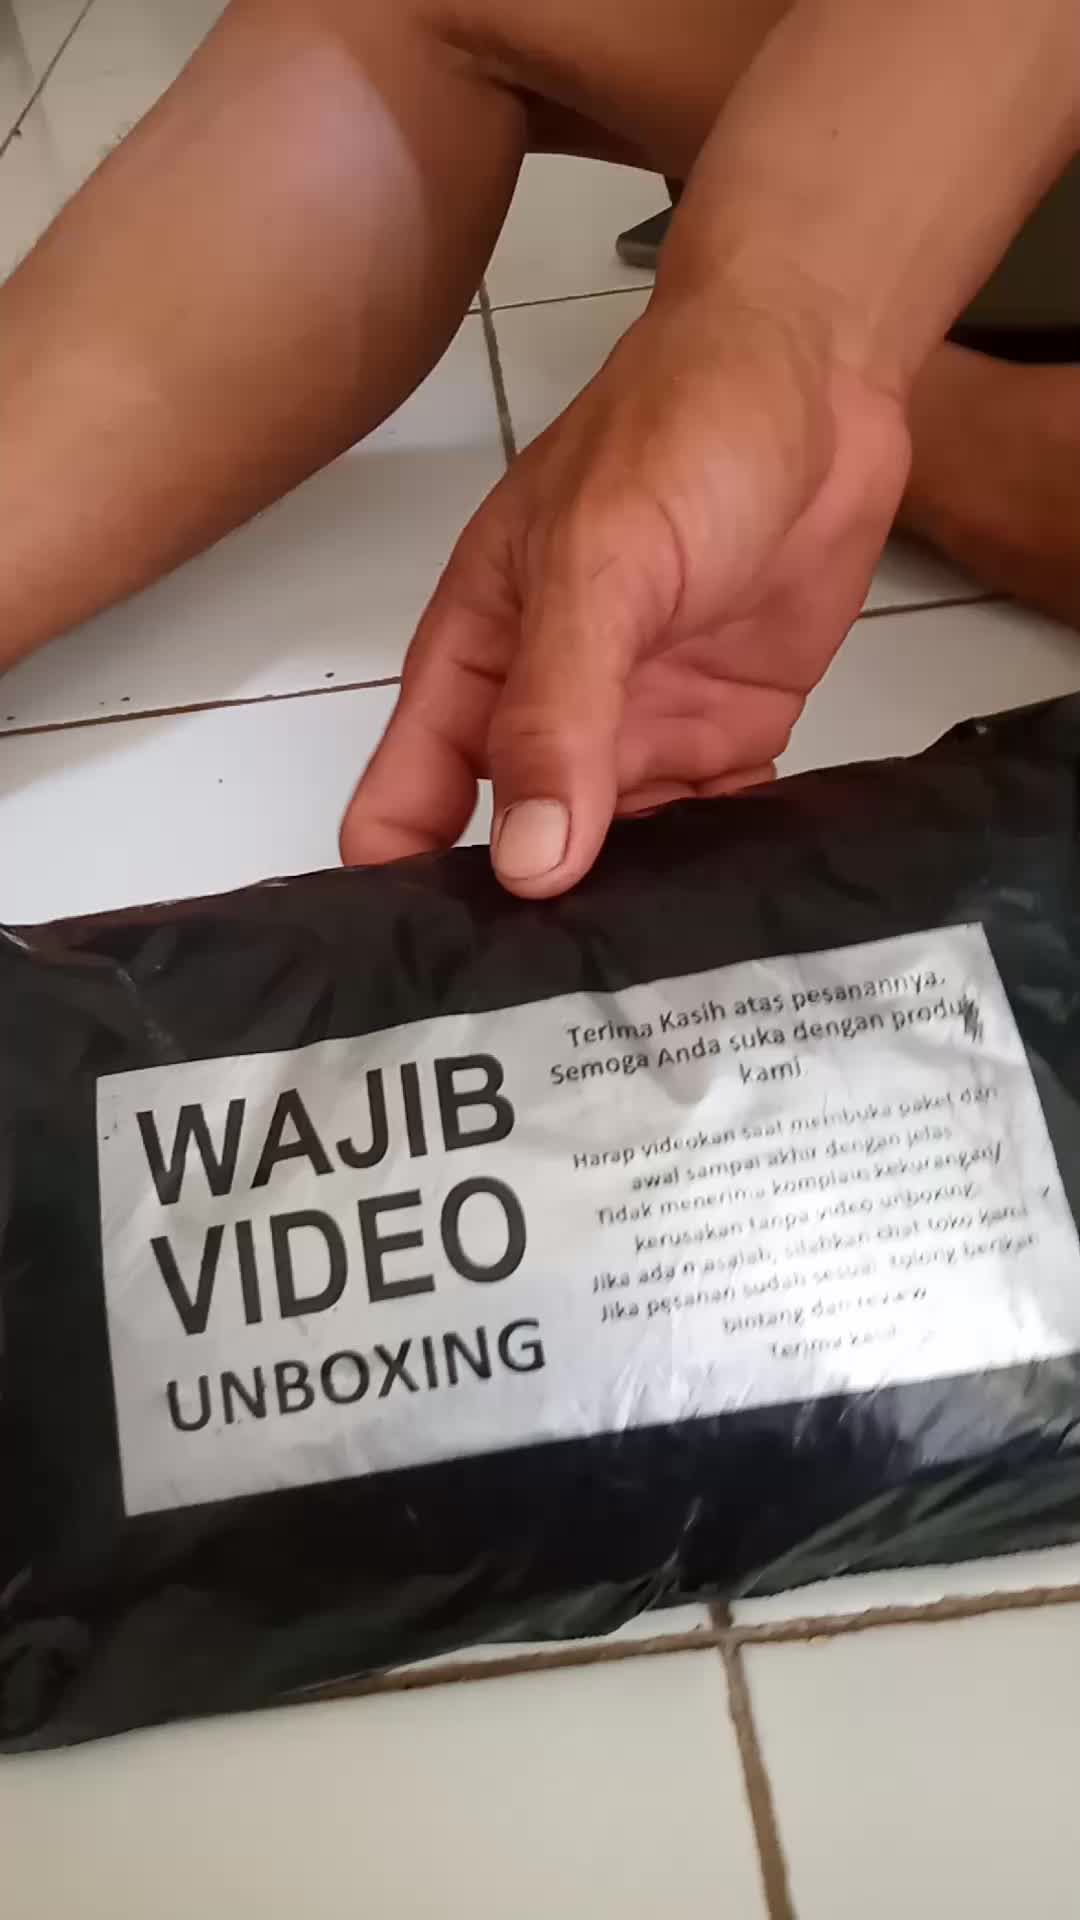 WAJIB
VIDEO
UNBOXING
Terima Kasih atas pesanannya.
Semoga Anda suka dengan produk
kami
Harap videokan saat membuka paket dari
awal sampai akhir dengan jelas
Tidak menerima komplain kekurangan/
kerusakan tanpa video unboxing.
Jika ada masalah, silahkan chat toko kami
Jika pesanan sudah sesuai tolong berikan
bintang dan review
Terima kasih